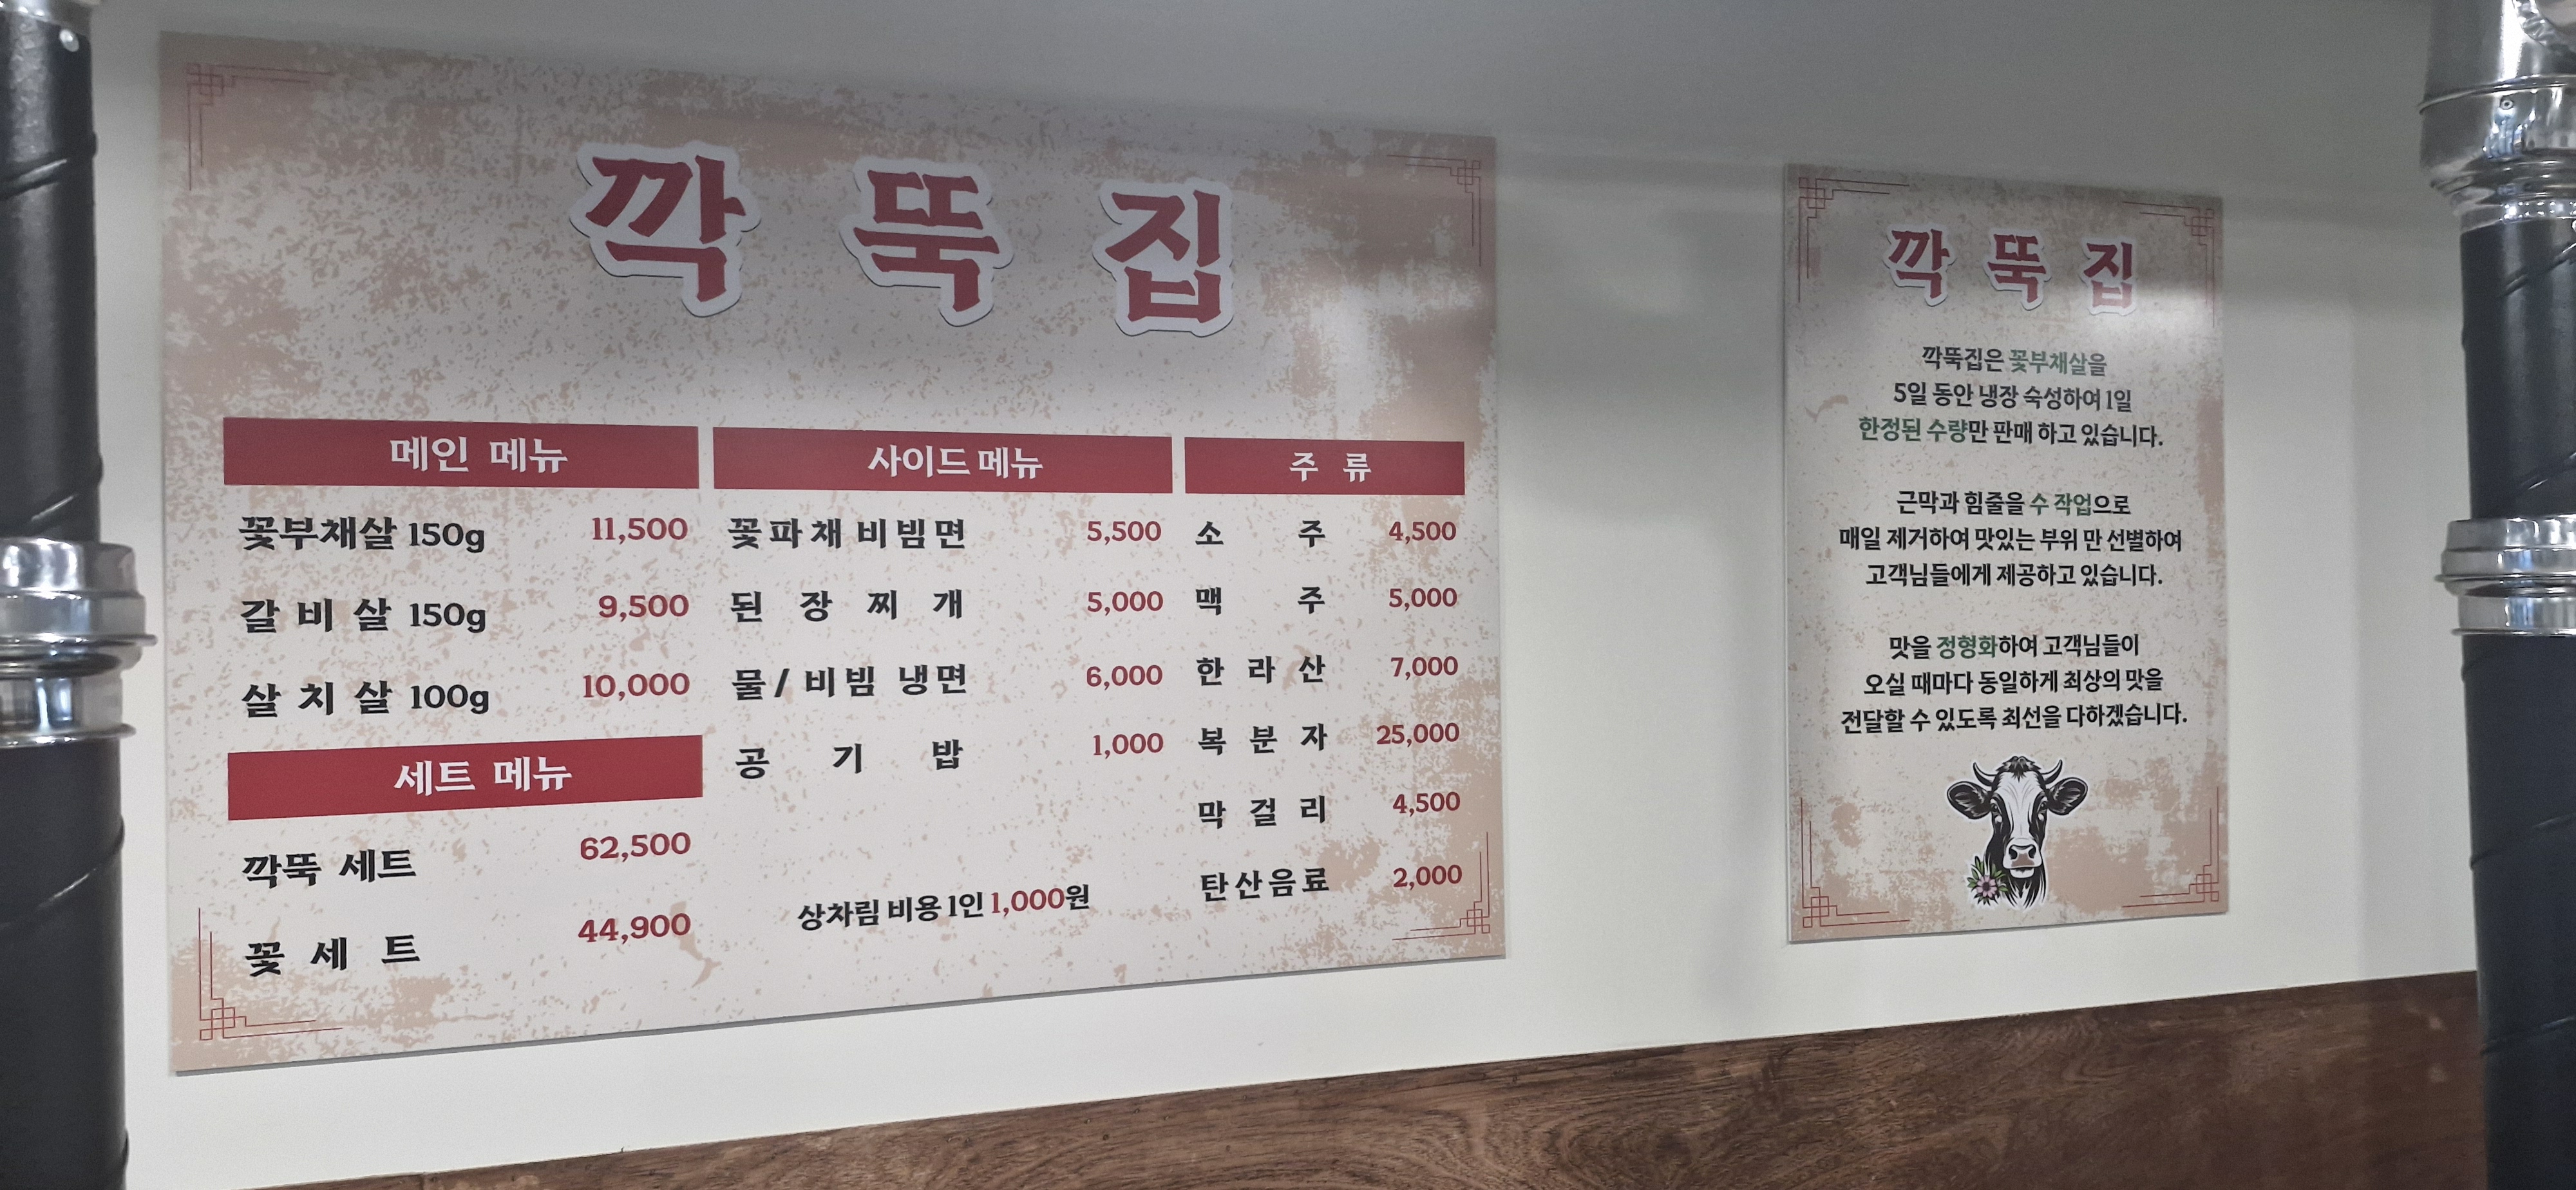 깍 뚝 집
메인 메뉴
꽃부채살 150g 11,500
갈비살 150g 9,500
살치살 100g 10,000
세트 메뉴
깍뚝 세트 62,500
꽃 세트 44,900
사이드 메뉴
꽃파채 비빔면 5,500
된장찌개 5,000
물/비빔 냉면 6,000
공기밥 1,000
상차림 비용 1인 1,000원
주 류
소주 4,500
맥주 5,000
한라산 7,000
복분자 25,000
막걸리 4,500
탄산음료 2,000
깍 뚝 집
깍뚝집은 꽃부채살을
5일 동안 냉장 숙성하여 1일
한정된 수량만 판매 하고 있습니다.
근막과 힘줄을 수 작업으로
매일 제거하여 맛있는 부위 만 선별하여
고객님들에게 제공하고 있습니다.
맛을 정형화하여 고객님들이
오실 때마다 동일하게 최상의 맛을
전달할 수 있도록 최선을 다하겠습니다.